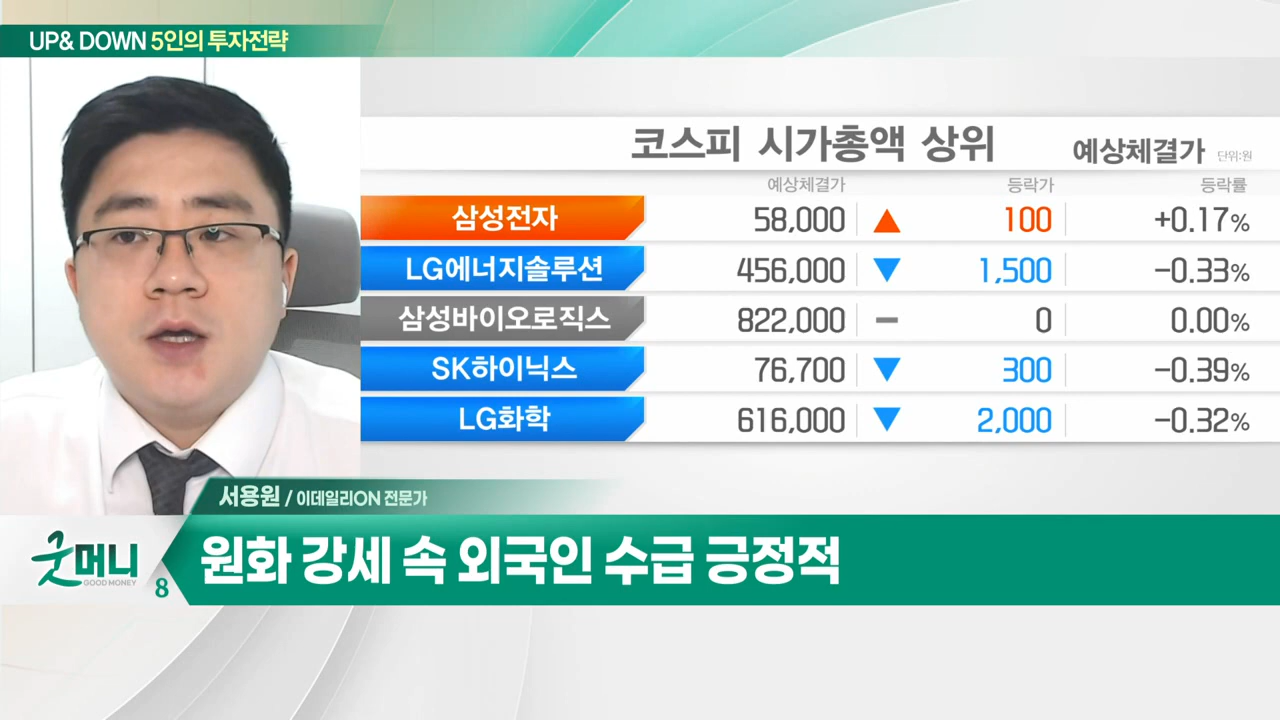 UP& DOWN 5인의 투자전략
코스피 시가총액 상위 예상체결가 단위:원
예상체결가 등락가 등락률
삼성전자 58,000 ▲ 100 +0.17%
LG에너지솔루션 456,000 ▼ 1,500 -0.33%
삼성바이오로직스 822,000 - 0 0.00%
SK하이닉스 76,700 ▼ 300 -0.39%
LG화학 616,000 ▼ 2,000 -0.32%
서용원 / 이데일리ON 전문가
굿머니
GOOD MONEY
8
원화 강세 속 외국인 수급 긍정적